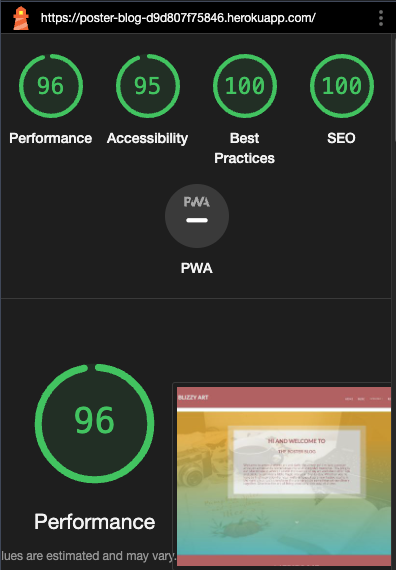 https://poster-blog-d9d807f75846.herokuapp.com/
96
95
100
100
Performance
Accessibility
Best
Practices
SEO
PWA
PWA
96
Performance
lues are estimated and may vary.
BLIZZY ART
HI AND WELCOME TO
THE POSTER BLOG